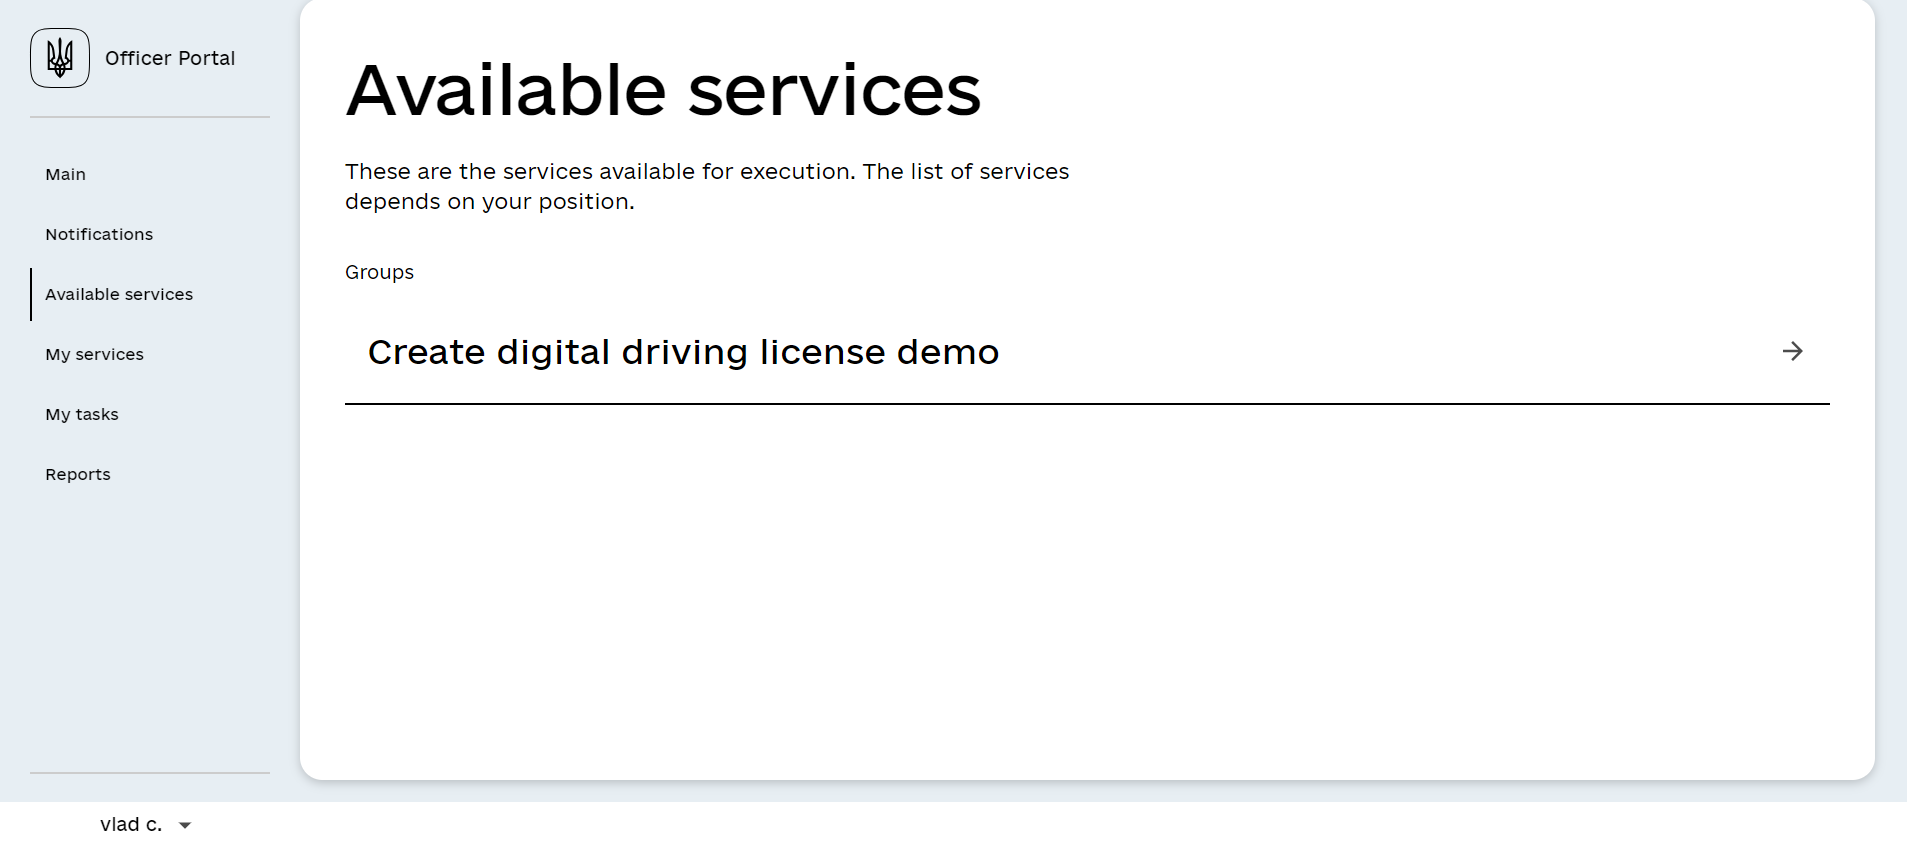 Officer Portal
Main
Notifications
Available services
My services
My tasks
Reports
vlad c.
Available services
These are the services available for execution. The list of services
depends on your position.
Groups
Create digital driving license demo